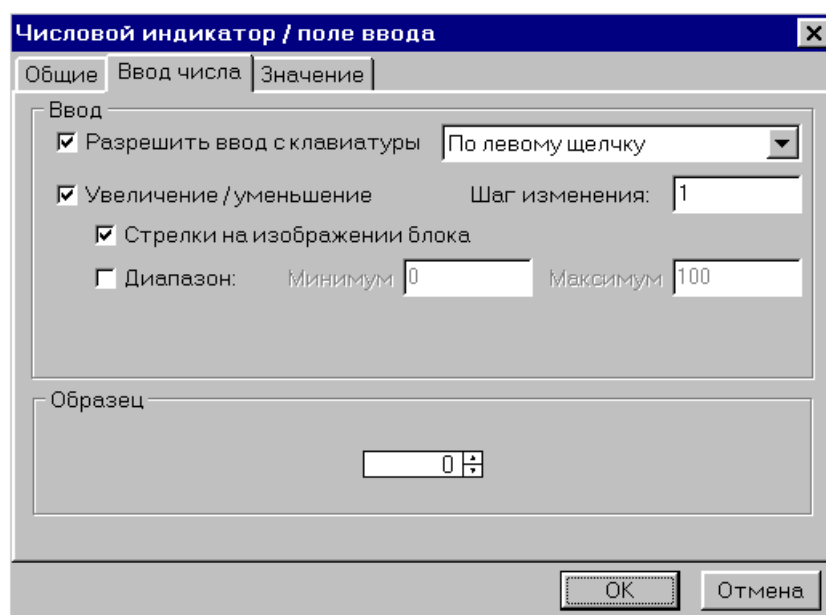 Числовой индикатор / поле ввода
Общие Ввод числа Значение
Ввод
Разрешить ввод с клавиатуры По левому щелчку
Увеличение / уменьшение Шаг изменения: 1
Стрелки на изображении блока
Диапазон: Минимум 0 Максимум 100
Образец
0
OK Отмена